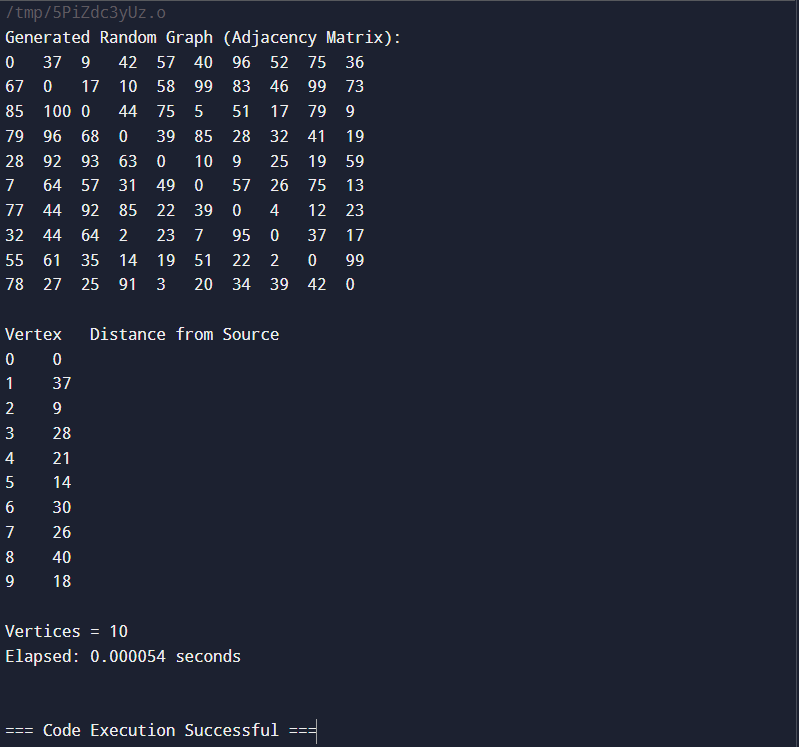 /tmp/5PiZdc3yUz.o
Generated Random Graph (Adjacency Matrix):
0   37  9   42  57  40  96  52  75  36
67  0   17  10  58  99  83  46  99  73
85  100 0   44  75  5   51  17  79  9
79  96  68  0   39  85  28  32  41  19
28  92  93  63  0   10  9   25  19  59
7   64  57  31  49  0   57  26  75  13
77  44  92  85  22  39  0   4   12  23
32  44  64  2   23  7   95  0   37  17
55  61  35  14  19  51  22  2   0   99
78  27  25  91  3   20  34  39  42  0
Vertex   Distance from Source
0    0
1    37
2    9
3    28
4    21
5    14
6    30
7    26
8    40
9    18
Vertices = 10
Elapsed: 0.000054 seconds
=== Code Execution Successful ===